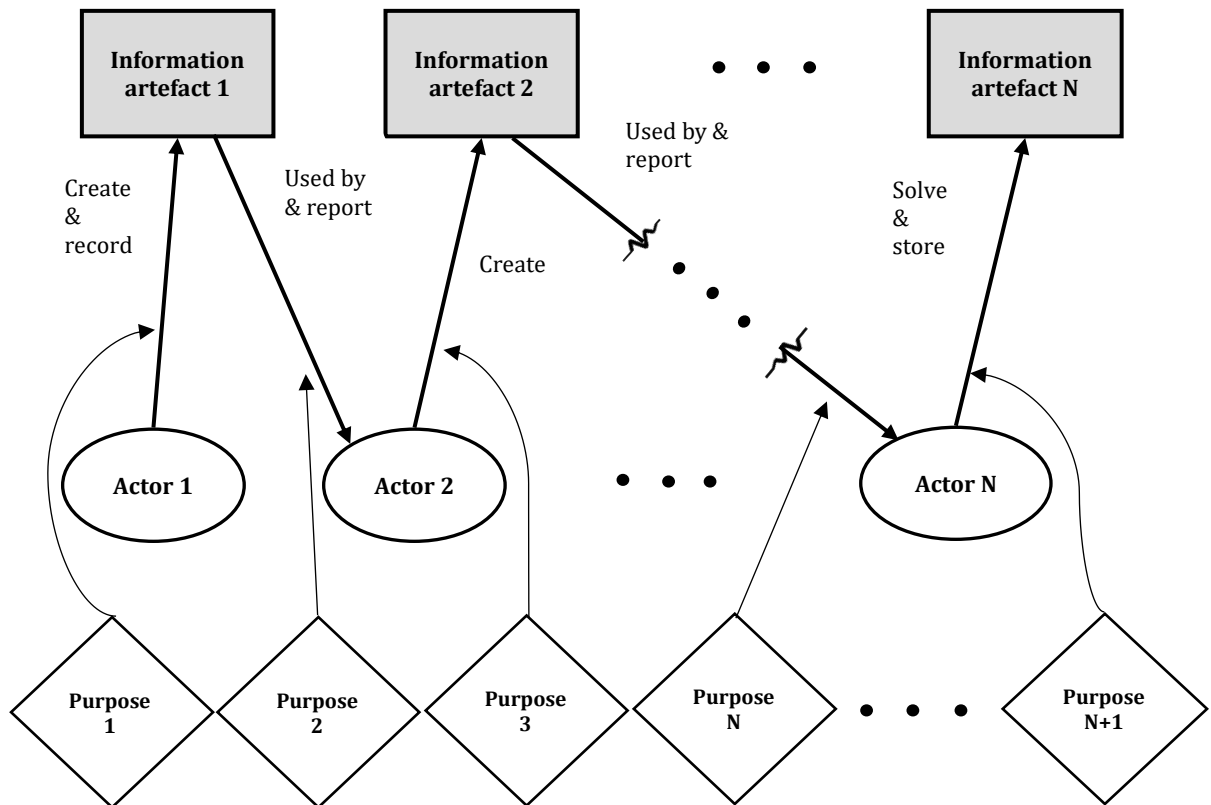 Information
artefact 1
Information
artefact 2
Information
artefact N
Used by &
report
Create
&
record
Used by
& report
Solve
&
store
Create
Actor 1
Actor 2
Actor N
Purpose
1
Purpose
2
Purpose
3
Purpose
N
Purpose
N+1